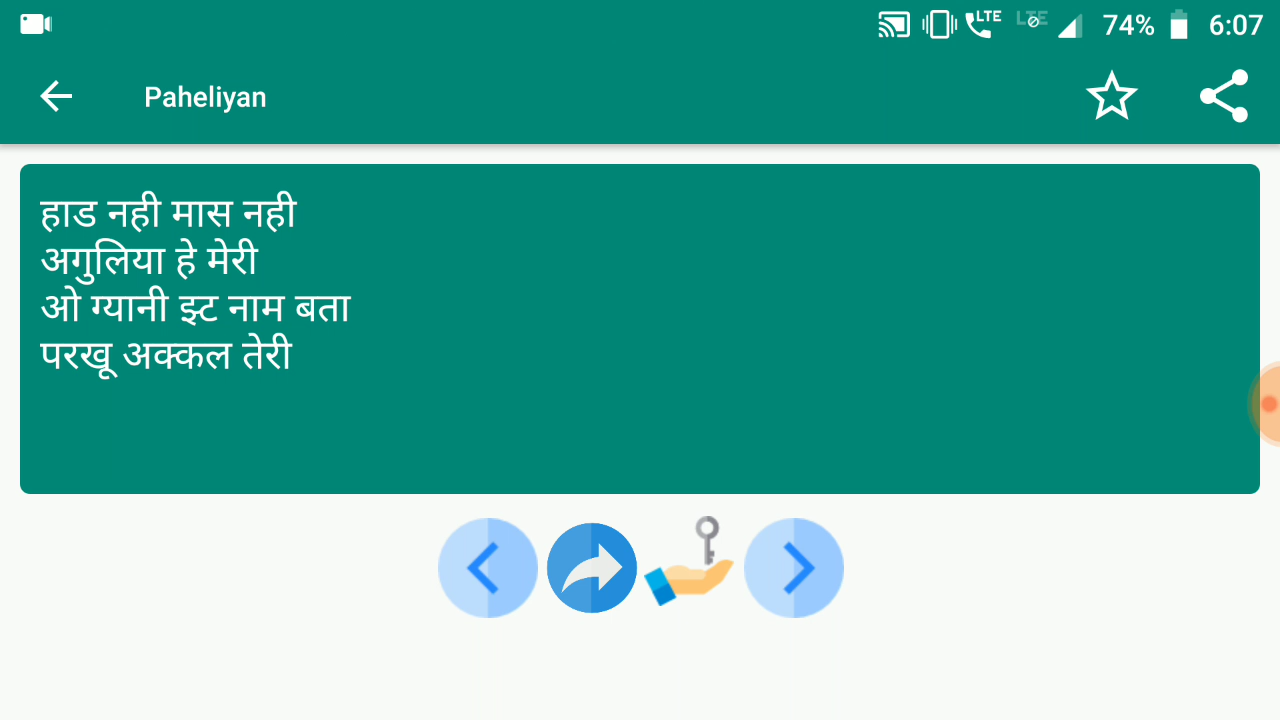 LTE LTE 74% 6:07
Paheliyan
हाड नही मास नही
अगुलिया हे मेरी
ओ ग्यानी झ्ट नाम बता
परखू अक्कल तेरी